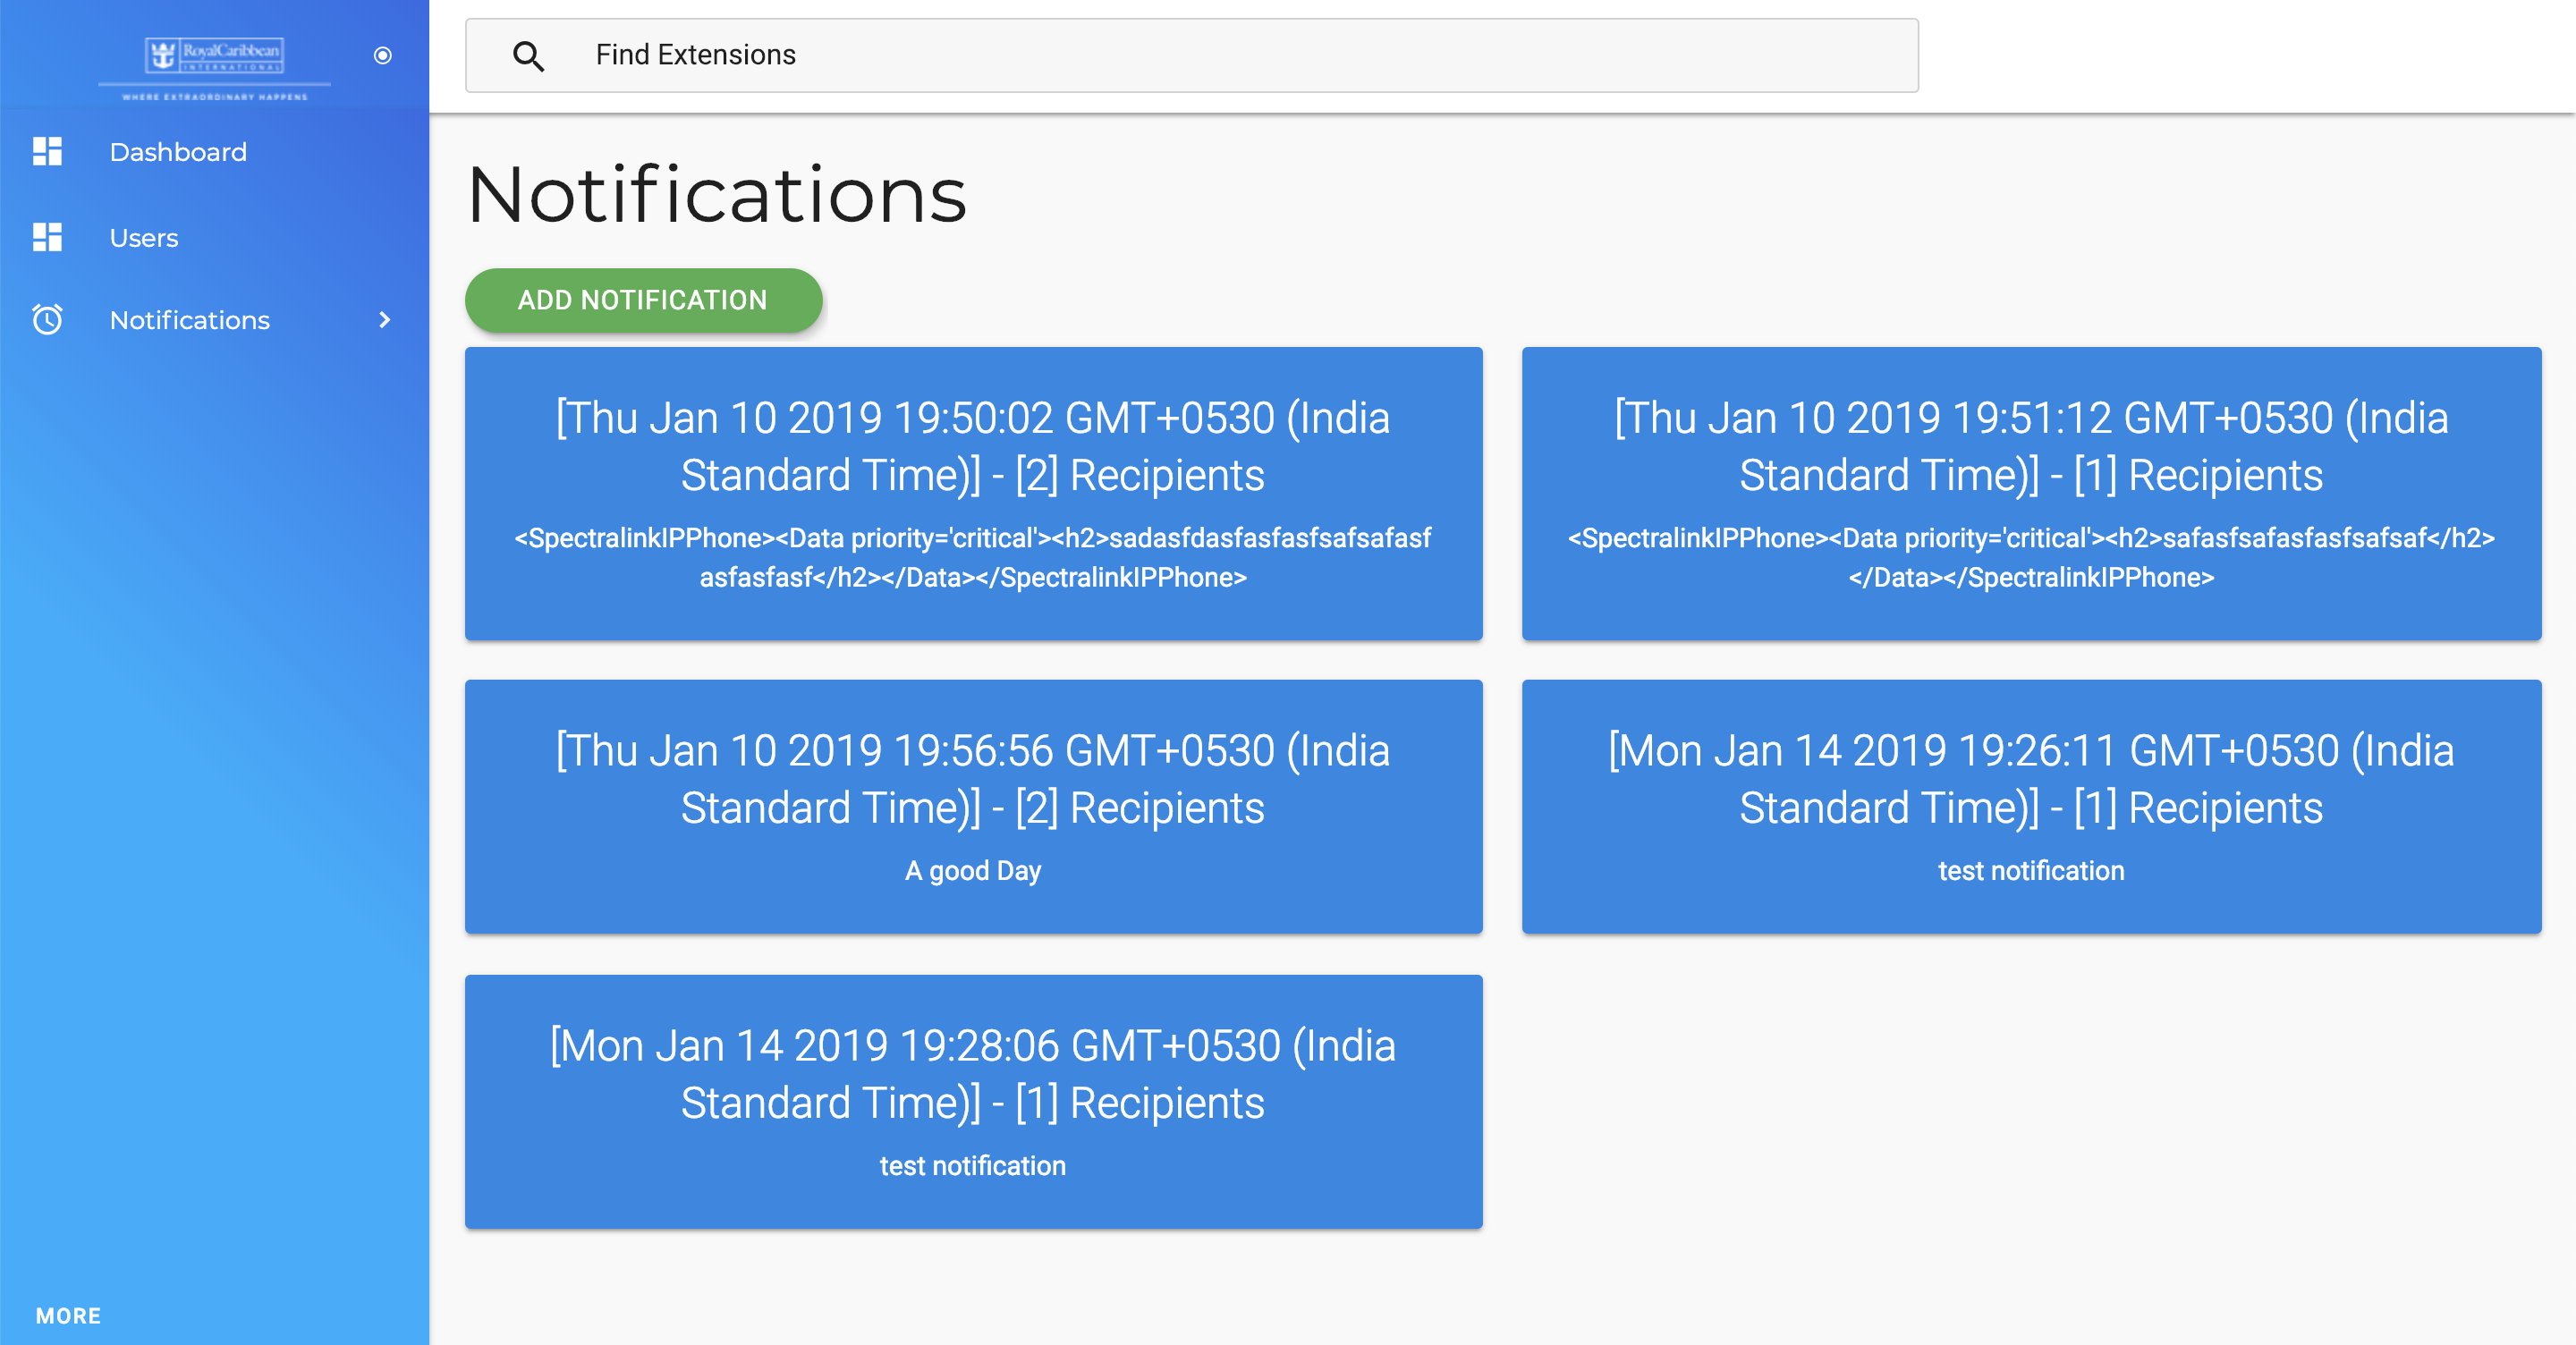 RoyalCaribbean
INTERNATIONAL
WHERE EXTRAORDINARY HAPPENS
Dashboard
Users
Notifications
MORE
Find Extensions
Notifications
ADD NOTIFICATION
[Thu Jan 10 2019 19:50:02 GMT+0530 (India
Standard Time)] - [2] Recipients
<SpectralinkIPPhone><Data priority='critical'><h2>sadasfdasfasfasfsafsafasf
asfasfasf</h2></Data></SpectralinkIPPhone>
[Thu Jan 10 2019 19:51:12 GMT+0530 (India
Standard Time)] - [1] Recipients
<SpectralinkIPPhone><Data priority='critical'><h2>safasfsafasfasfsafsaf</h2>
</Data></SpectralinkIPPhone>
[Thu Jan 10 2019 19:56:56 GMT+0530 (India
Standard Time)] - [2] Recipients
A good Day
[Mon Jan 14 2019 19:26:11 GMT+0530 (India
Standard Time)] - [1] Recipients
test notification
[Mon Jan 14 2019 19:28:06 GMT+0530 (India
Standard Time)] - [1] Recipients
test notification